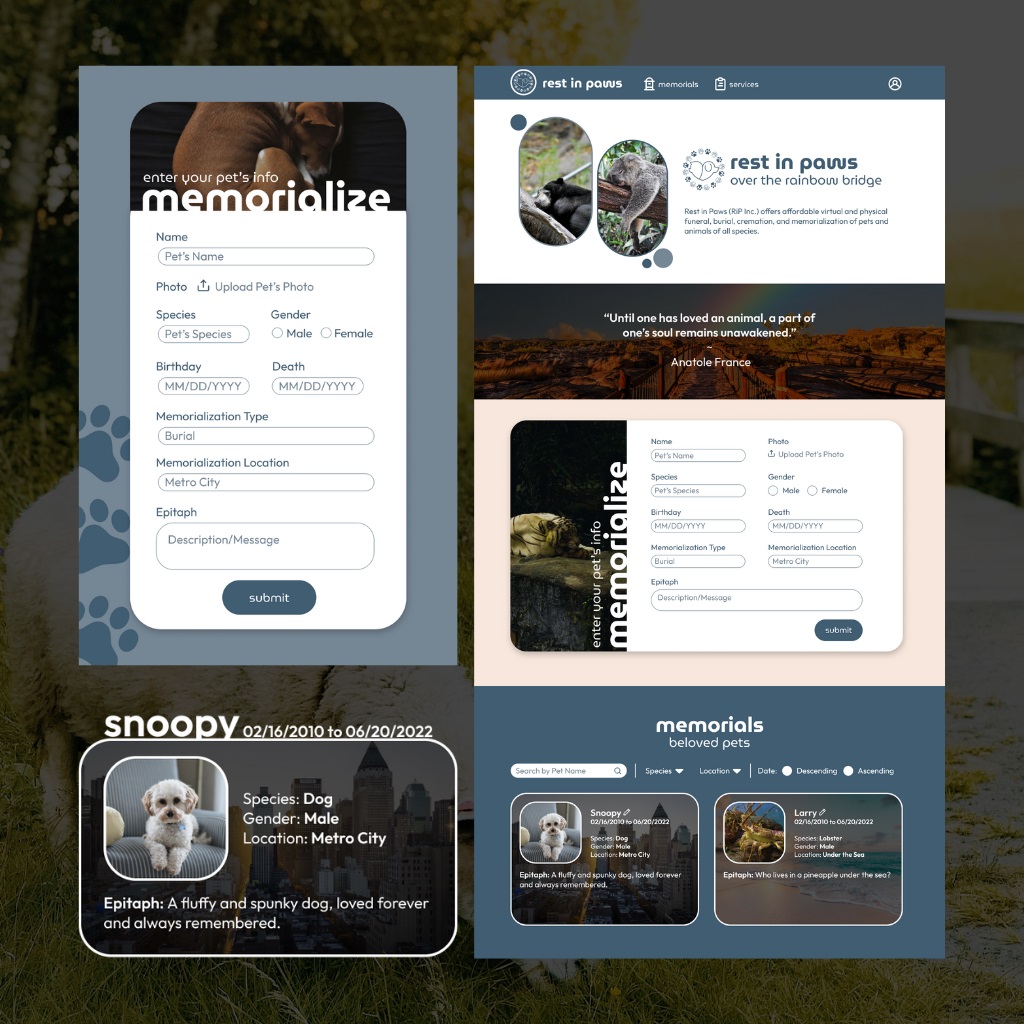 enter your pet's info
memorialize
Name
Pet's Name
Photo Upload Pet's Photo
Species Gender
Pet's Species Male Female
Birthday Death
MM/DD/YYYY MM/DD/YYYY
Memorialization Type
Burial
Memorialization Location
Metro City
Epitaph
Description/Message
submit
snoopy 02/16/2010 to 06/20/2022
Species: Dog
Gender: Male
Location: Metro City
Epitaph: A fluffy and spunky dog, loved forever
and always remembered.
rest in paws memorials services
rest in paws
over the rainbow bridge
Rest in Paws (RiP Inc.) offers affordable virtual and physical
funeral, burial, cremation, and memorialization of pets and
animals of all species.
“Until one has loved an animal, a part of
one's soul remains unawakened.”
~
Anatole France
enter your pet's info
memorialize
Name Photo
Pet's Name Upload Pet's Photo
Species Gender
Pet's Species Male Female
Birthday Death
MM/DD/YYYY MM/DD/YYYY
Memorialization Type Memorialization Location
Burial Metro City
Epitaph
Description/Message
submit
memorials
beloved pets
Search by Pet Name Species Location Date: Descending Ascending
Snoopy
02/16/2010 to 06/20/2022
Species: Dog
Gender: Male
Location: Metro City
Epitaph: A fluffy and spunky dog, loved forever
and always remembered.
Larry
02/16/2010 to 06/20/2022
Species: Lobster
Gender: Male
Location: Under the Sea
Epitaph: Who lives in a pineapple under the sea?